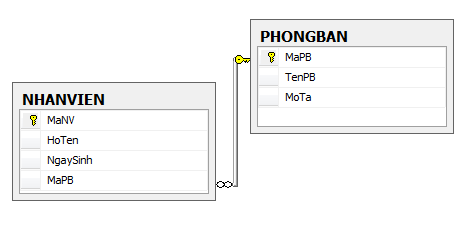 PHONGBAN
MaPB
TenPB
MoTa
NHANVIEN
MaNV
HoTen
NgaySinh
MaPB